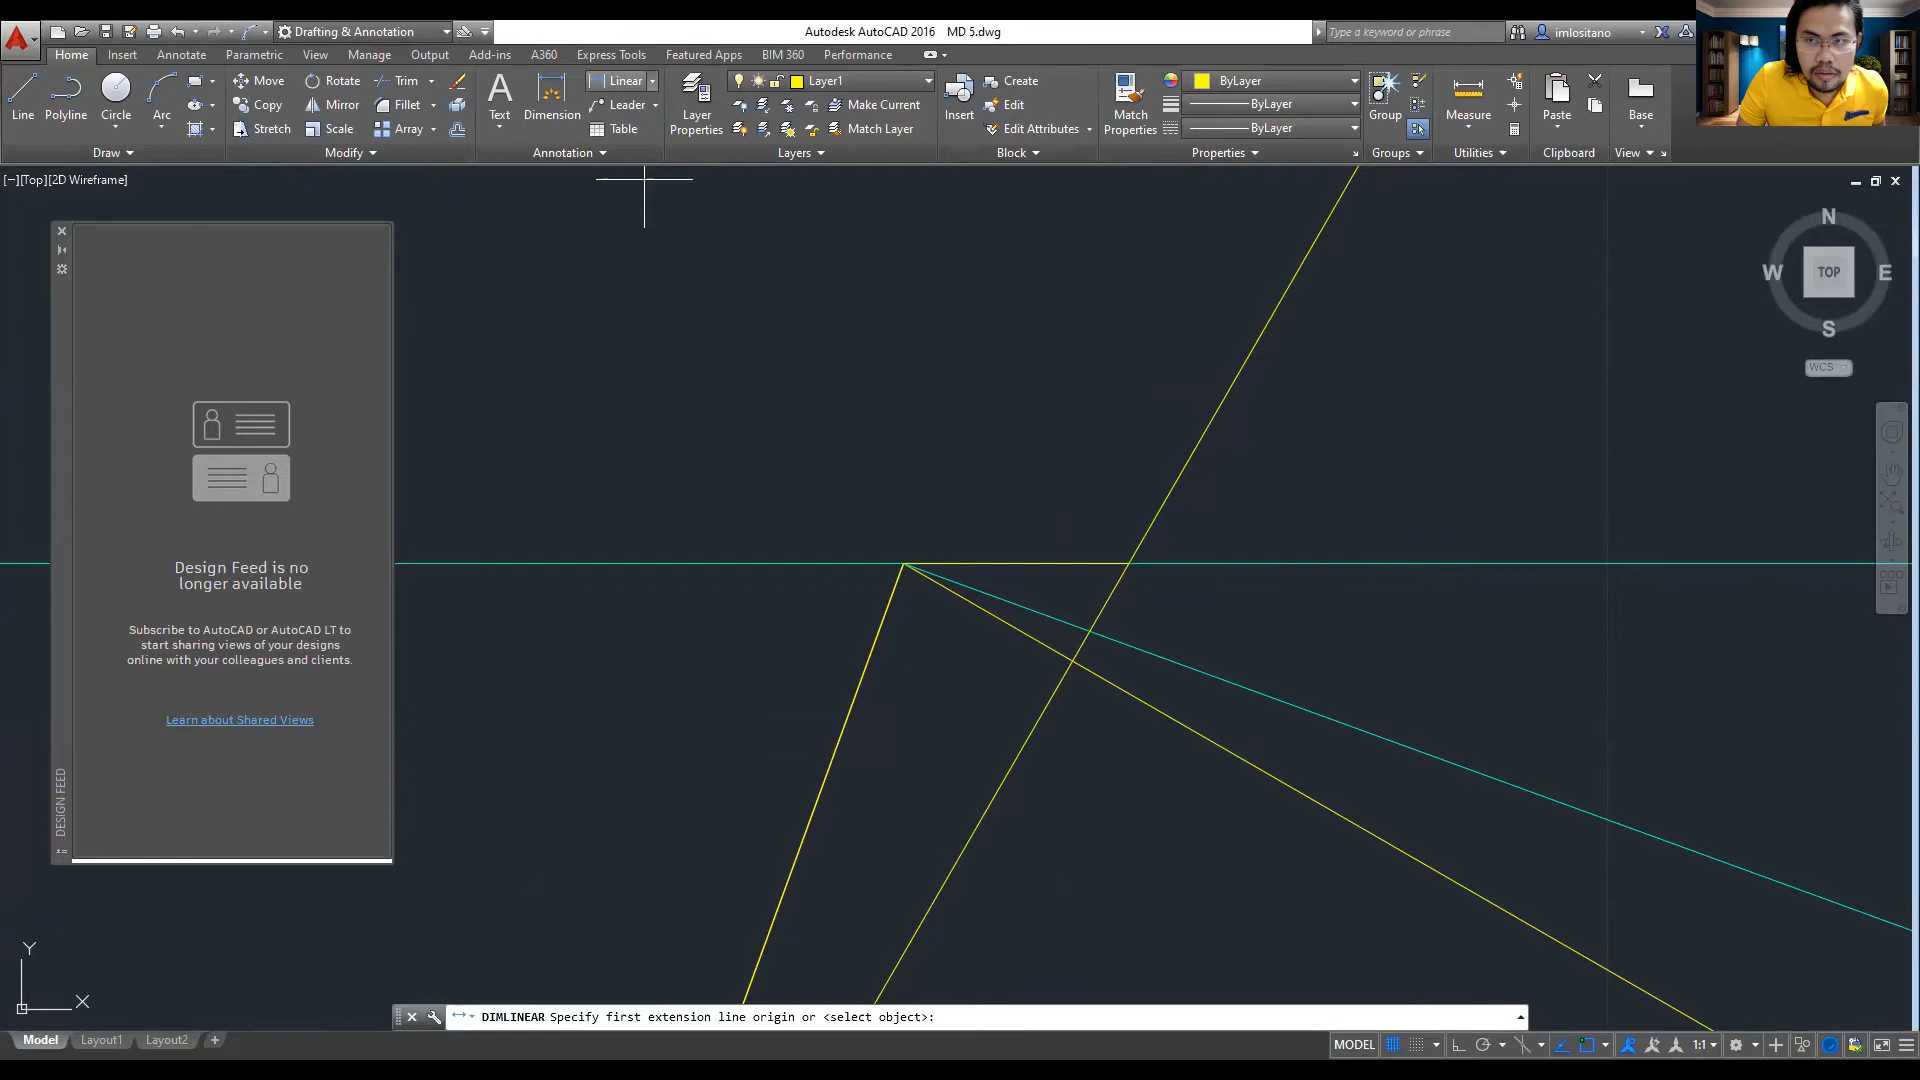 Drafting & Annotation
Autodesk AutoCAD 2016 MD 5.dwg
Type a keyword or phrase
imlositano
Home Insert Annotate Parametric View Manage Output Add-ins A360 Express Tools Featured Apps BIM 360 Performance
Line Polyline Circle Arc
Move Rotate Trim
Copy Mirror Fillet
Stretch Scale Array
Text Dimension
Linear
Leader
Table
Layer Properties
Layer1
Make Current
Match Layer
Insert
Create
Edit
Edit Attributes
Match Properties
ByLayer
ByLayer
ByLayer
Group
Measure
Paste
Base
Draw Modify Annotation Layers Block Properties Groups Utilities Clipboard View
[−][Top][2D Wireframe]
N
W TOP E
S
WCS
Design Feed is no
longer available
Subscribe to AutoCAD or AutoCAD LT to
start sharing views of your designs
online with your colleagues and clients.
Learn about Shared Views
DESIGN FEED
Y
X
DIMLINEAR Specify first extension line origin or <select object>:
Model Layout1 Layout2 +
MODEL
1:1